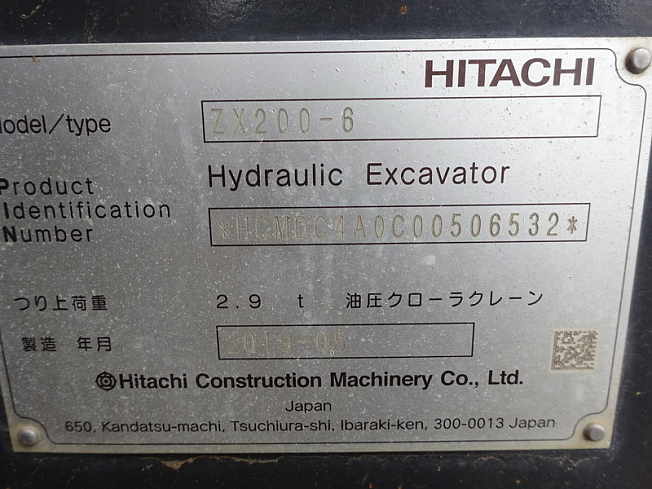 HITACHI
Model/type ZX200-6
Hydraulic Excavator
Product
Identification
Number *HCMDC4A0C00506532*
つり上荷重 2.9 t 油圧クローラクレーン
製造 年月
Hitachi Construction Machinery Co., Ltd.
Japan
650, Kandatsu-machi, Tsuchiura-shi, Ibaraki-ken, 300-0013 Japan